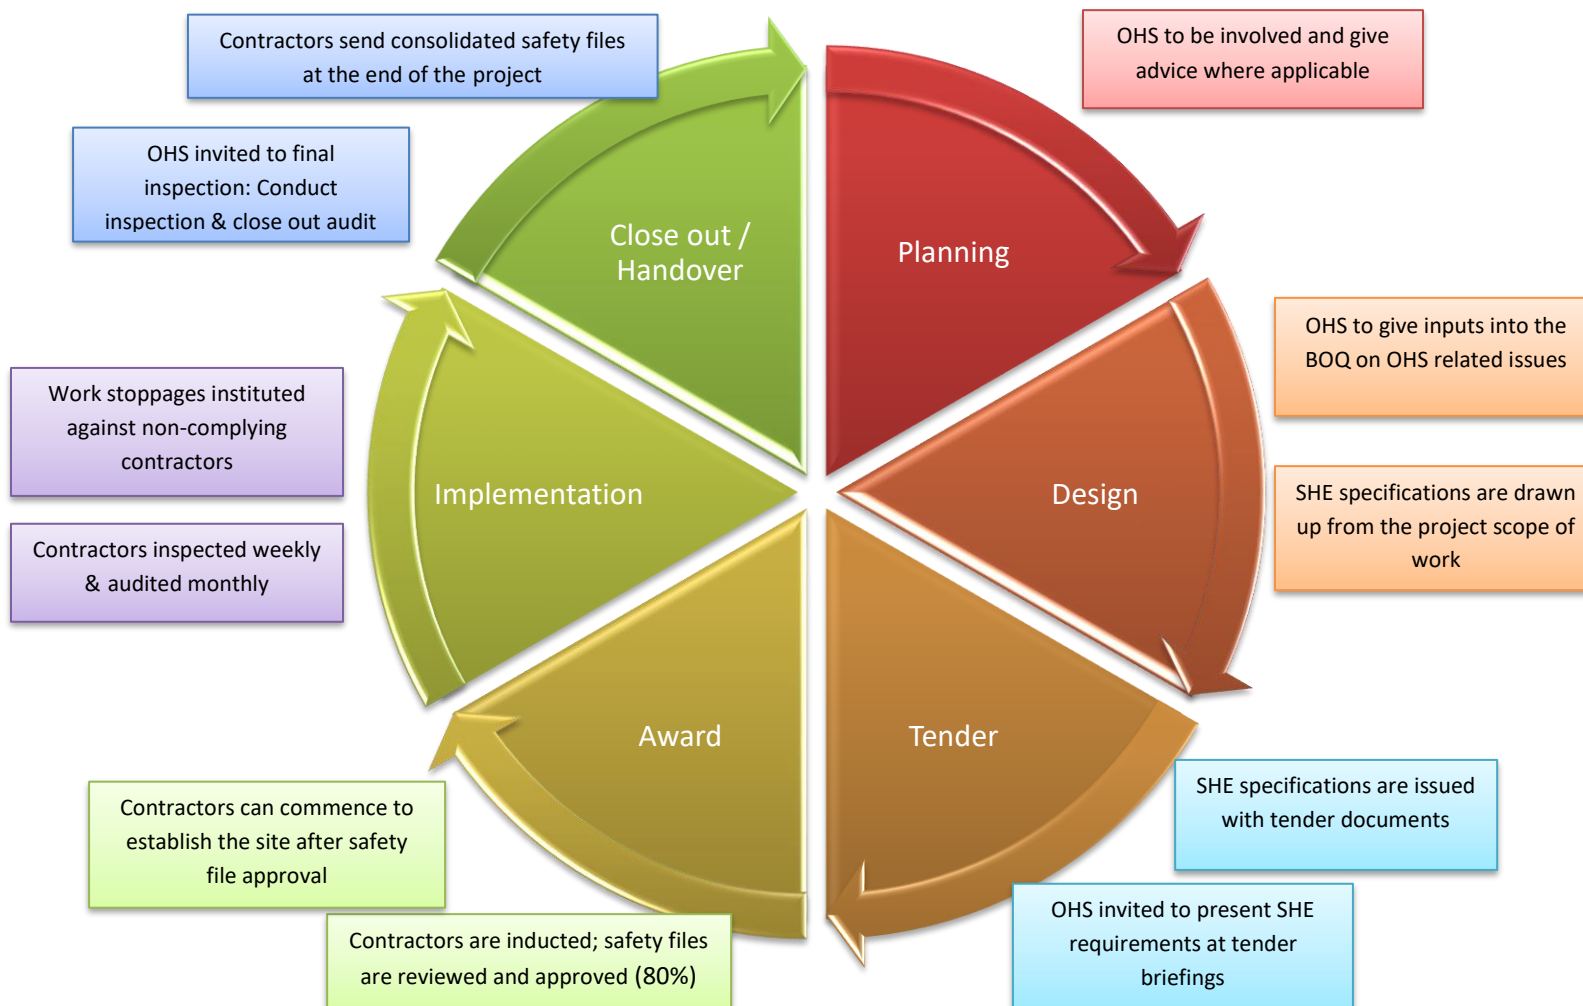 Contractors send consolidated safety files
at the end of the project
OHS to be involved and give
advice where applicable
OHS invited to final
inspection: Conduct
inspection & close out audit
Close out /
Handover
Planning
OHS to give inputs into the
BOQ on OHS related issues
Work stoppages instituted
against non-complying
contractors
Implementation
Design
SHE specifications are drawn
up from the project scope of
work
Contractors inspected weekly
& audited monthly
Award
Tender
SHE specifications are issued
with tender documents
Contractors can commence to
establish the site after safety
file approval
OHS invited to present SHE
requirements at tender
briefings
Contractors are inducted; safety files
are reviewed and approved (80%)